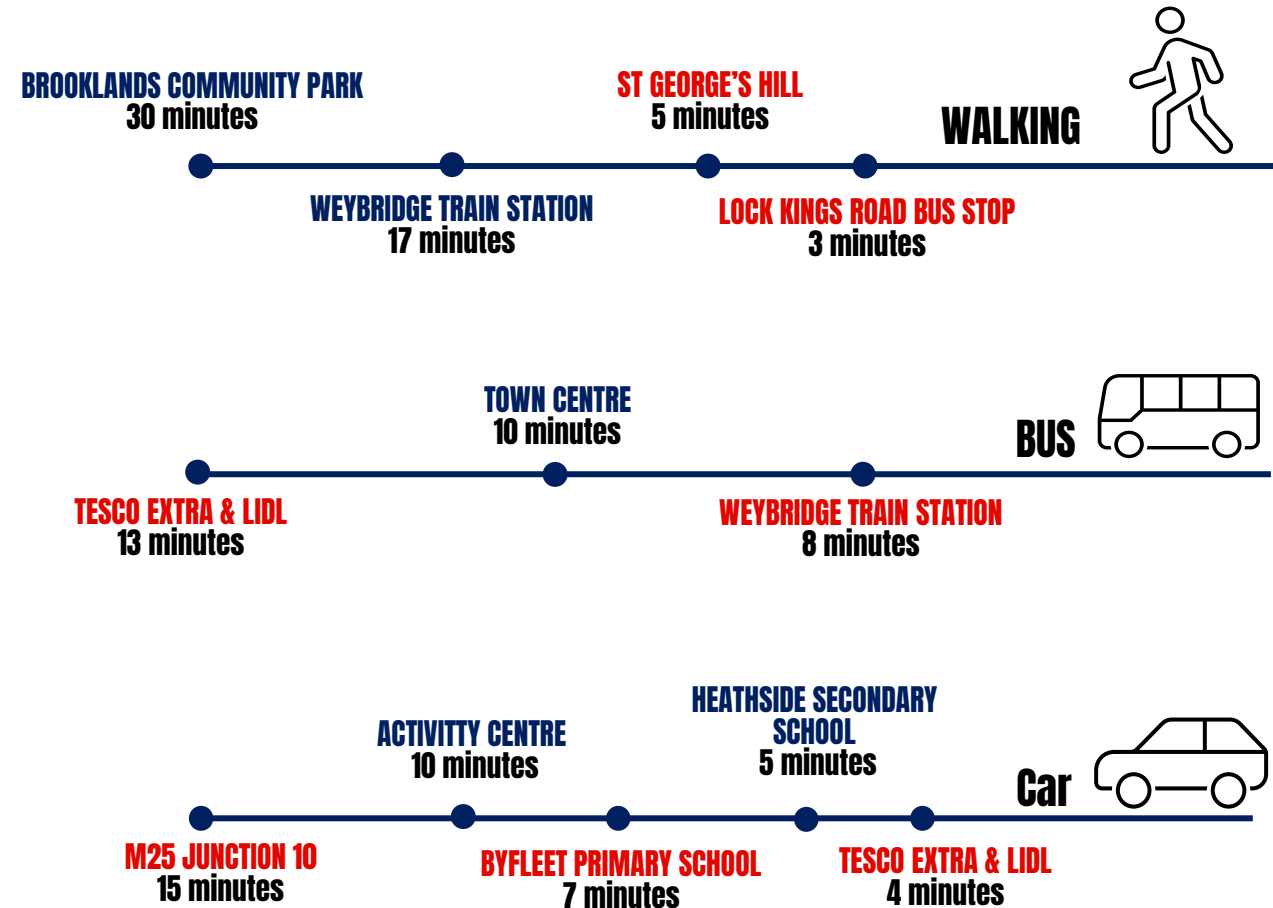 BROOKLANDS COMMUNITY PARK
30 minutes
ST GEORGE'S HILL
5 minutes
WALKING
WEYBRIDGE TRAIN STATION
17 minutes
LOCK KINGS ROAD BUS STOP
3 minutes
TOWN CENTRE
10 minutes
BUS
TESCO EXTRA & LIDL
13 minutes
WEYBRIDGE TRAIN STATION
8 minutes
HEATHSIDE SECONDARY
SCHOOL
5 minutes
ACTIVITTY CENTRE
10 minutes
Car
M25 JUNCTION 10
15 minutes
BYFLEET PRIMARY SCHOOL
7 minutes
TESCO EXTRA & LIDL
4 minutes